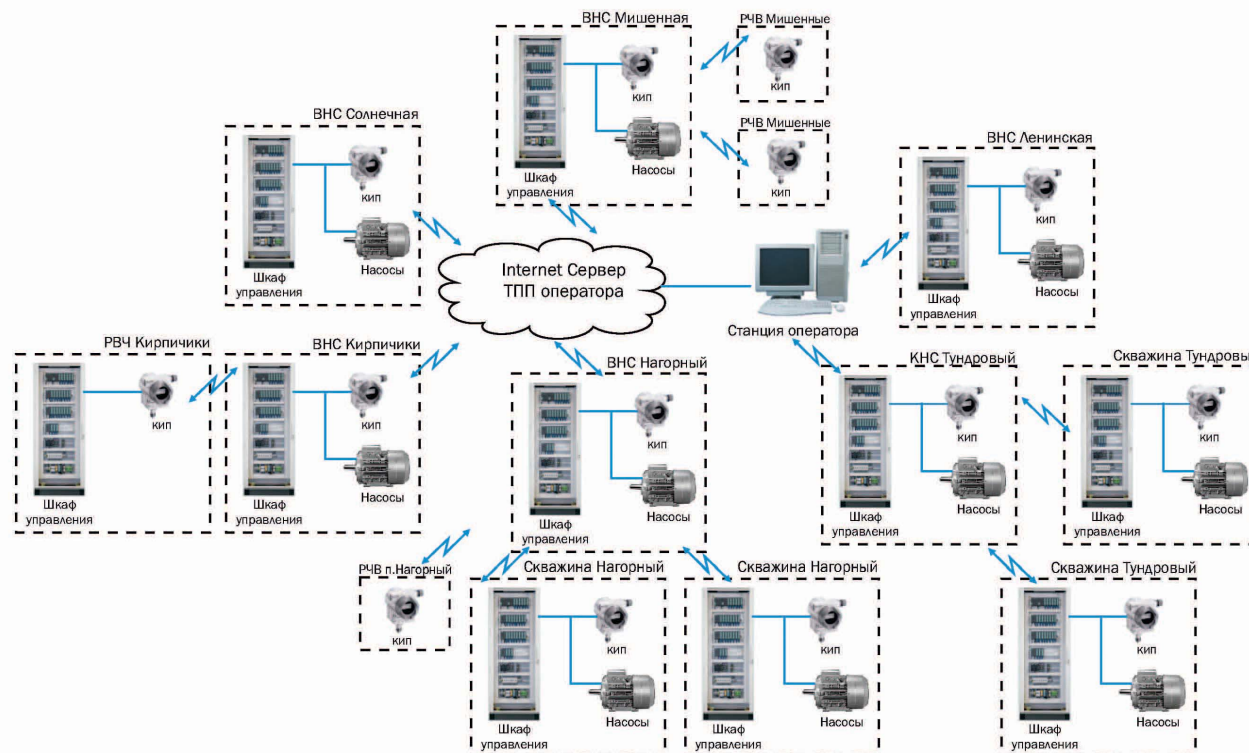 ВНС Мишенная
кип
Насосы
Шкаф
управления
РЧВ Мишенные
кип
РЧВ Мишенные
кип
ВНС Солнечная
кип
Насосы
Шкаф
управления
ВНС Ленинская
кип
Насосы
Шкаф
управления
Internet Сервер
ТПП оператора
Станция оператора
РВЧ Кирпичики
кип
Шкаф
управления
ВНС Кирпичики
кип
Насосы
Шкаф
управления
ВНС Нагорный
кип
Насосы
Шкаф
управления
КНС Тундровый
кип
Насосы
Шкаф
управления
Скважина Тундровый
кип
Насосы
Шкаф
управления
РЧВ п.Нагорный
кип
Скважина Нагорный
кип
Насосы
Шкаф
управления
Скважина Нагорный
кип
Насосы
Шкаф
управления
Скважина Тундровый
кип
Насосы
Шкаф
управления